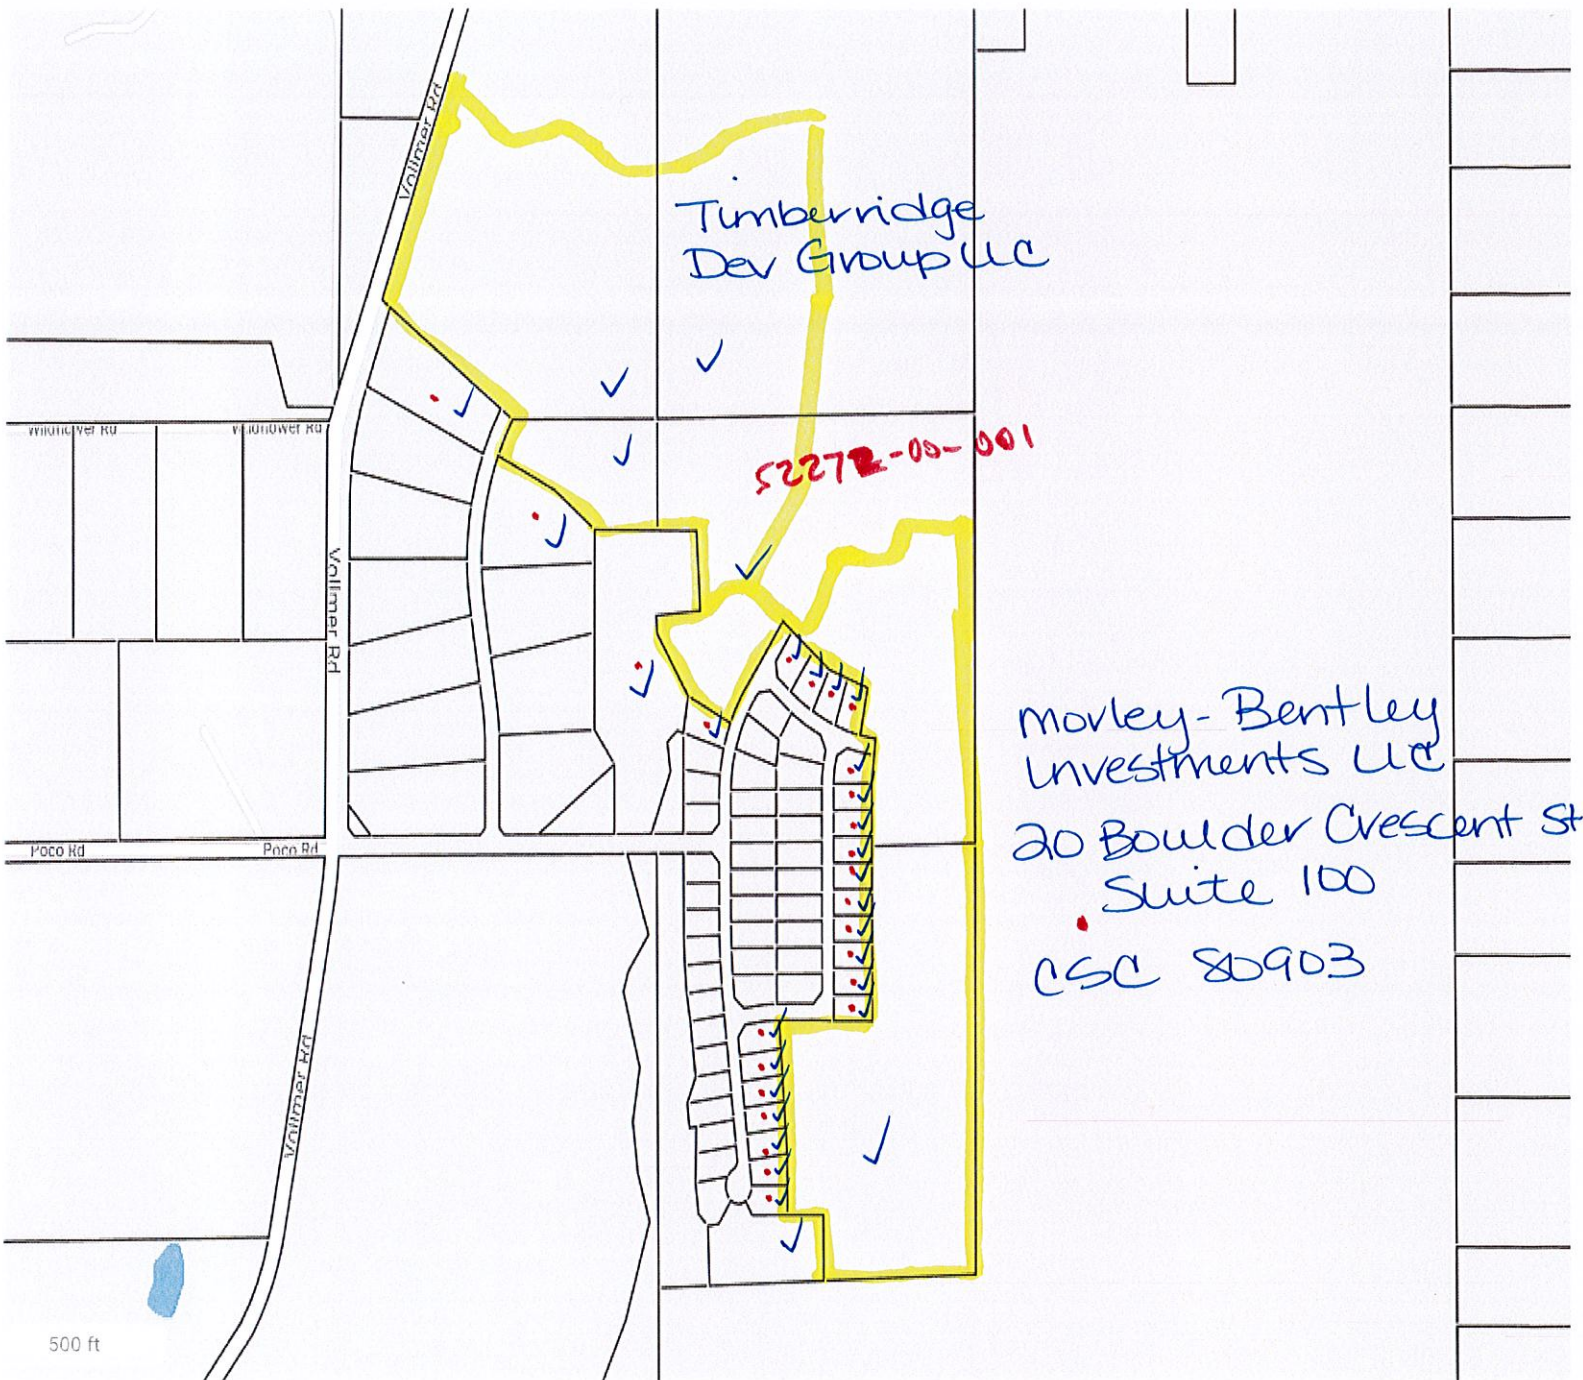 Vollmer Rd
Timberridge
Dev Group LLC
Wildflower Rd
Wildflower Rd
52272-00-001
Vollmer Rd
Morley-Bentley
Investments LLC
20 Boulder Crescent St
Suite 100
CSC 80903
Poco Rd
Poco Rd
Vollmer Rd
500 ft